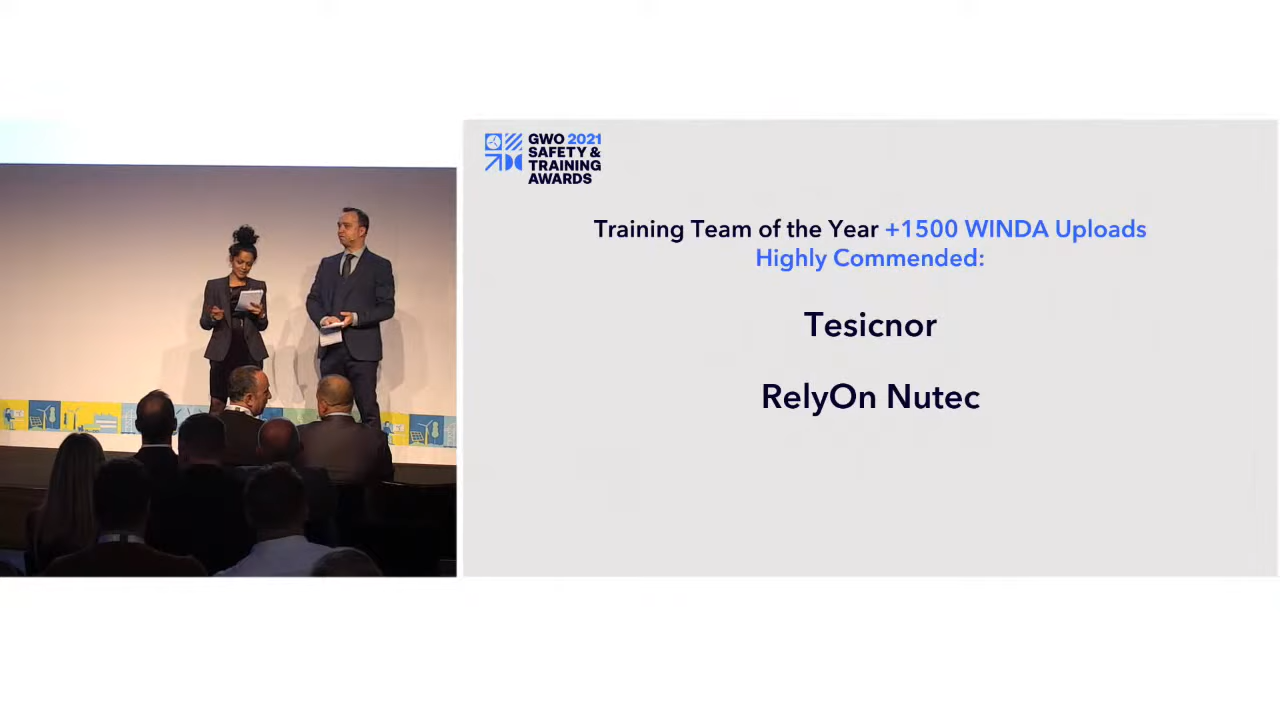 GWO 2021
SAFETY &
TRAINING
AWARDS
Training Team of the Year +1500 WINDA Uploads
Highly Commended:
Tesicnor
RelyOn Nutec